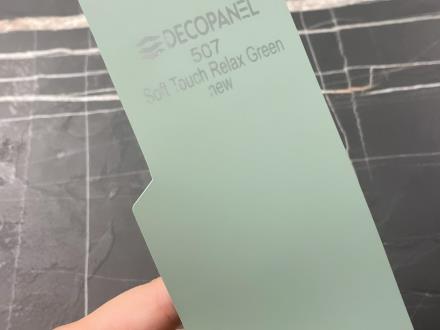 DECOPANEL
507
Soft Touch Relax Green
new